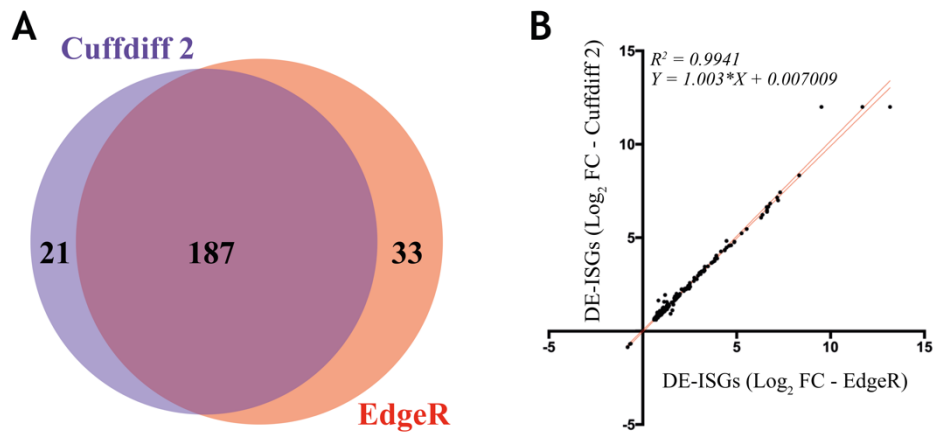 A
Cuffdiff 2
21
187
33
EdgeR
B
R² = 0.9941
Y = 1.003*X + 0.007009
DE-ISGs (Log₂ FC - Cuffdiff 2)
15
10
5
-5
5
10
15
-5
DE-ISGs (Log₂ FC - EdgeR)